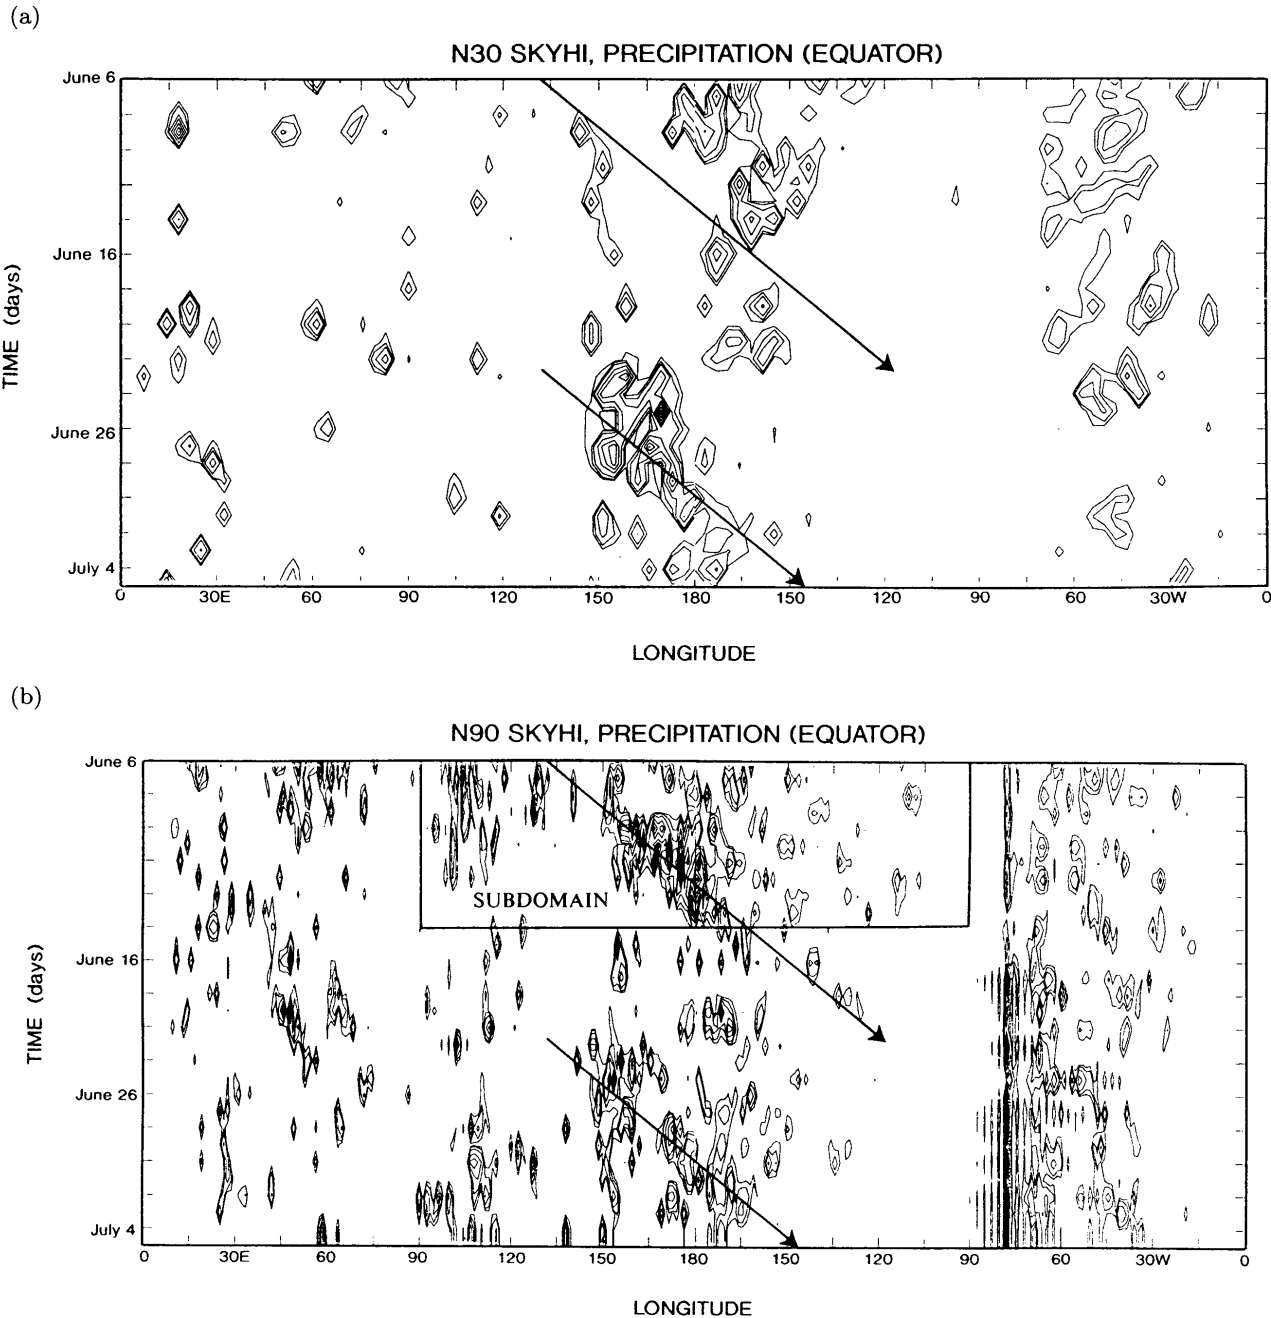 (a)
N30 SKYHI, PRECIPITATION (EQUATOR)
June 6
June 16
June 26
July 4
TIME (days)
0 30E 60 90 120 150 180 150 120 90 60 30W 0
LONGITUDE
(b)
N90 SKYHI, PRECIPITATION (EQUATOR)
June 6
SUBDOMAIN
June 16
June 26
July 4
TIME (days)
0 30E 60 90 120 150 180 150 120 90 60 30W 0
LONGITUDE